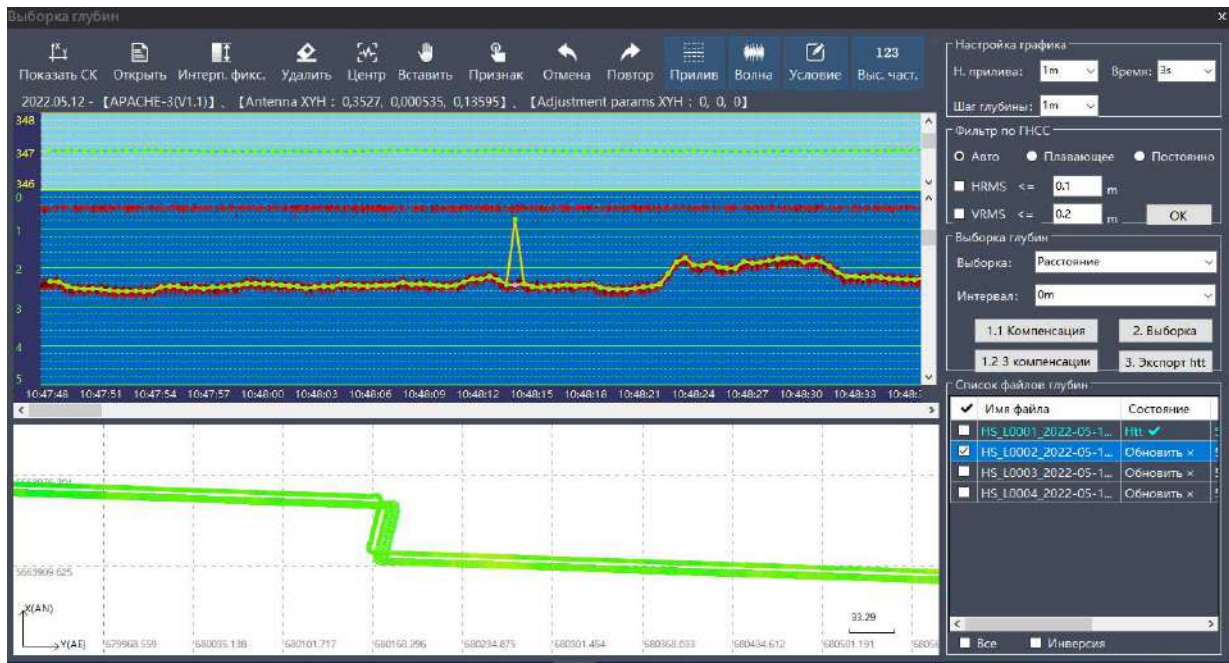 Выборка глубин
x
Показать СК Открыть Интерп. фикс. Удалить Центр Вставить Признак Отмена Повтор Прилив Волна Условие 123 Выс. част.
2022.05.12 - 【APACHE-3(V1.1)】、【Antenna XYH : 0,3527, 0,000535, 0,13595】、【Adjustment params XYH : 0, 0, 0】
348
347
346
0
1
2
3
4
5
10:47:48 10:47:51 10:47:54 10:47:57 10:48:00 10:48:03 10:48:06 10:48:09 10:48:12 10:48:15 10:48:18 10:48:21 10:48:24 10:48:27 10:48:30 10:48:33 10:48:
5663909.625
X(AN)
Y(AE)
679968.559 680035.138 680101.717 680168.296 680234.875 680301.454 680368.033 680434.612
33.29
Настройка графика
Н. прилива: 1m Время: 3s
Шаг глубины: 1m
Фильтр по ГНСС
Авто Плавающее Постоянно
HRMS <= 0.1 m
VRMS <= 0.2 m OK
Выборка глубин
Выборка: Расстояние
Интервал: 0m
1.1 Компенсация 2. Выборка
1.2 3 компенсации 3. Экспорт htt
Список файлов глубин
Имя файла Состояние
HS_L0001_2022-05-1... Htt ✔
HS_L0002_2022-05-1... Обновить ×
HS_L0003_2022-05-1... Обновить ×
HS_L0004_2022-05-1... Обновить ×
Все Инверсия